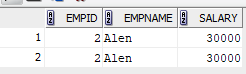 EMPID EMPNAME SALARY
1 2 Alen 30000
2 2 Alen 30000